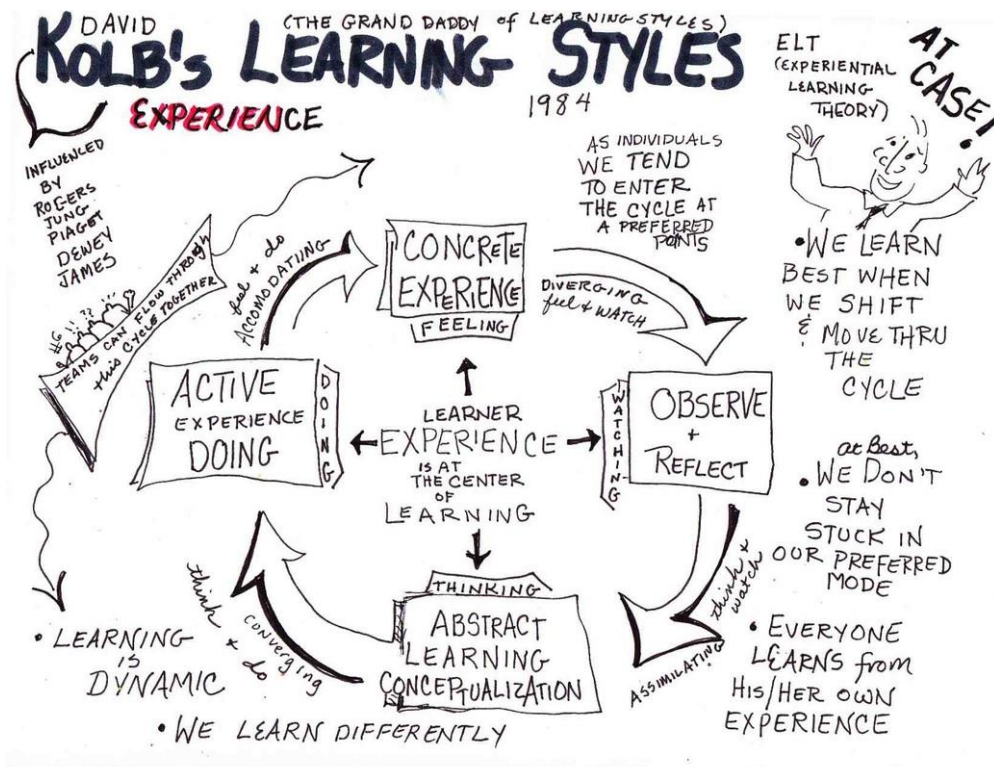 DAVID
(THE GRAND DADDY of LEARNING STYLES)
KOLB's LEARNING STYLES
1984
EXPERIENCE
ELT
(EXPERIENTIAL
LEARNING
THEORY)
AT
CASE!
INFLUENCED
BY
ROGERS
JUNG
PIAGET
DEWEY
JAMES
AS INDIVIDUALS
WE TEND
TO ENTER
THE CYCLE AT
A PREFERRED
POINTS
TEAMS CAN FLOW THROUGH
this CYCLE TOGETHER
feel & do
ACCOMODATIING
CONCRETE
EXPERIENCE
FEELING
DIVERGING
feel & WATCH
• WE LEARN
BEST WHEN
WE SHIFT
& MOVE THRU
THE
CYCLE
ACTIVE
EXPERIENCE
DOING
DOING
LEARNER
EXPERIENCE
IS AT
THE CENTER
OF
LEARNING
WATCHING
OBSERVE
+
REFLECT
at Best,
• WE DON'T
STAY
STUCK IN
OUR PREFERRED
MODE
think & watch
ASSIMILATING
THINKING
ABSTRACT
LEARNING
CONCEPTUALIZATION
think & do
CONVERGING
• EVERYONE
LEARNS from
HIS/HER OWN
EXPERIENCE
• LEARNING
IS
DYNAMIC
• WE LEARN DIFFERENTLY